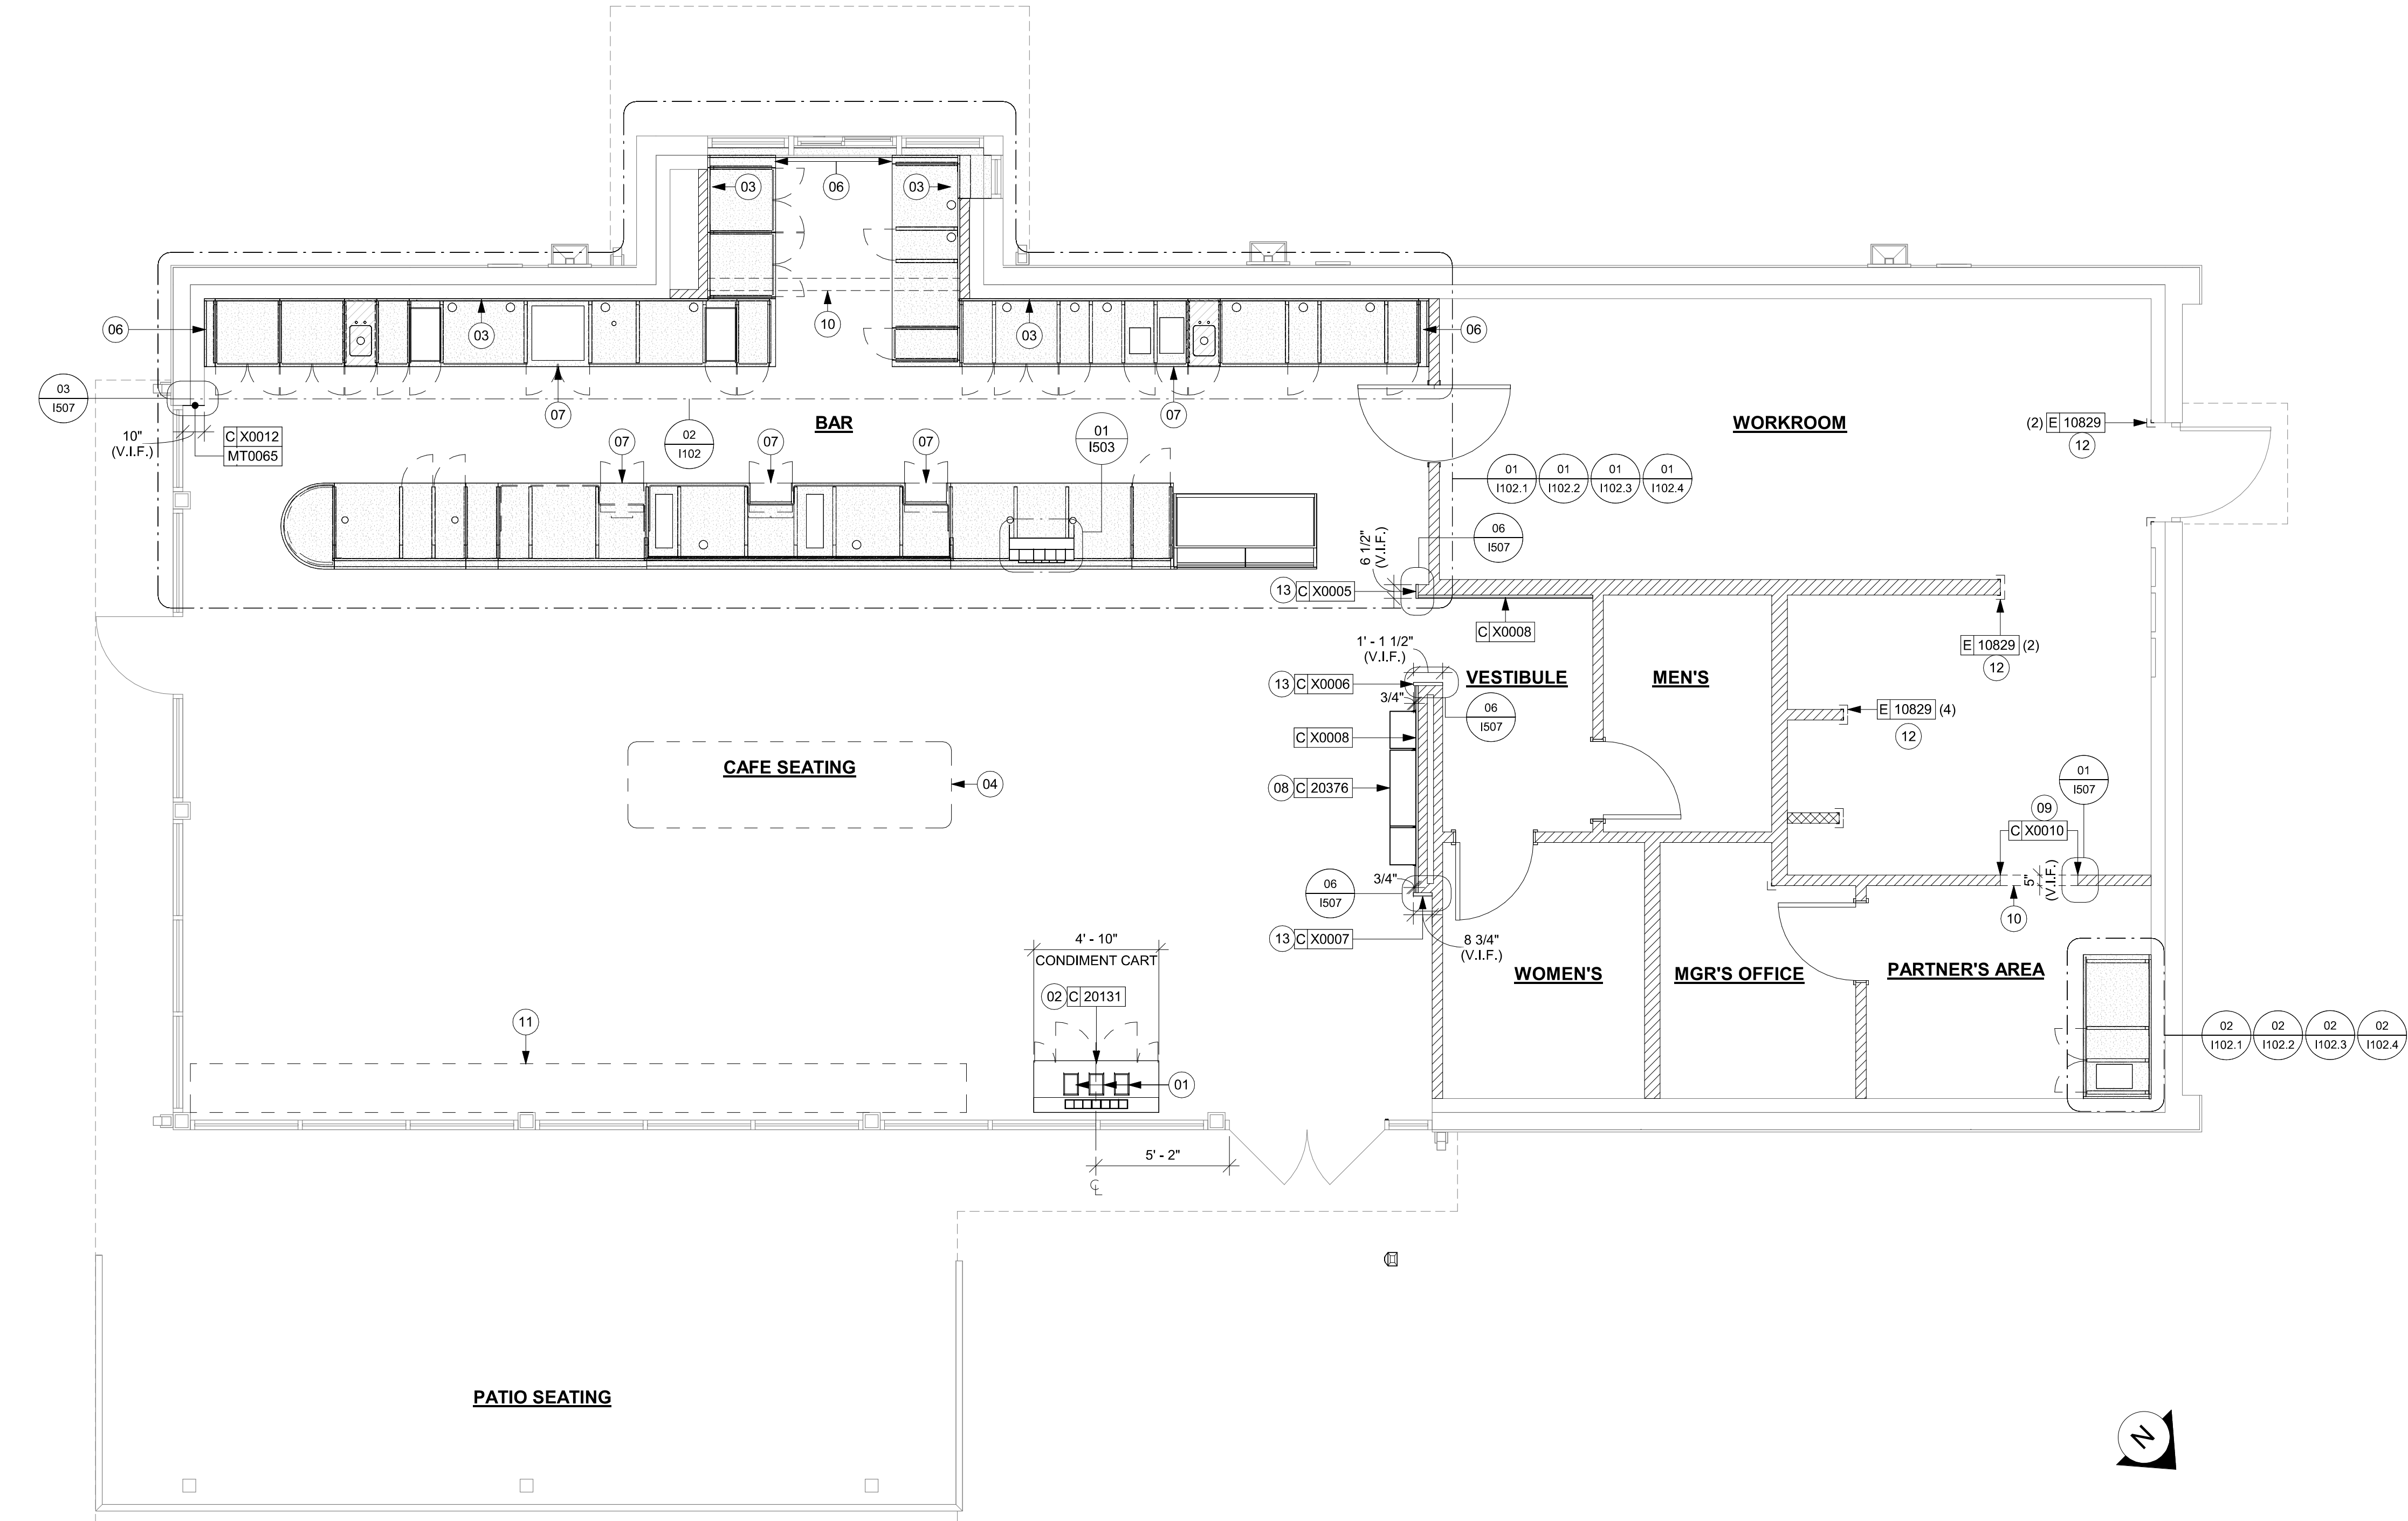 03
06
03
06
03
10
03
06
03
I507
10"
(V.I.F.)
C X0012
MT0065
07
02
I102
BAR
07
07
07
07
01
I503
WORKROOM
(2) E 10829
12
01
I102.1
01
I102.2
01
I102.3
01
I102.4
06
I507
6 1/2"
(V.I.F.)
13 C X0005
C X0008
E 10829 (2)
12
1' - 1 1/2"
(V.I.F.)
13 C X0006
3/4"
VESTIBULE
MEN'S
06
I507
E 10829 (4)
12
C X0008
CAFE SEATING
04
08 C 20376
01
I507
09
C X0010
5"
(V.I.F.)
10
3/4"
06
I507
13 C X0007
8 3/4"
(V.I.F.)
4' - 10"
CONDIMENT CART
02 C 20131
WOMEN'S
MGR'S OFFICE
PARTNER'S AREA
11
01
02
I102.1
02
I102.2
02
I102.3
02
I102.4
5' - 2"
CL
PATIO SEATING
N